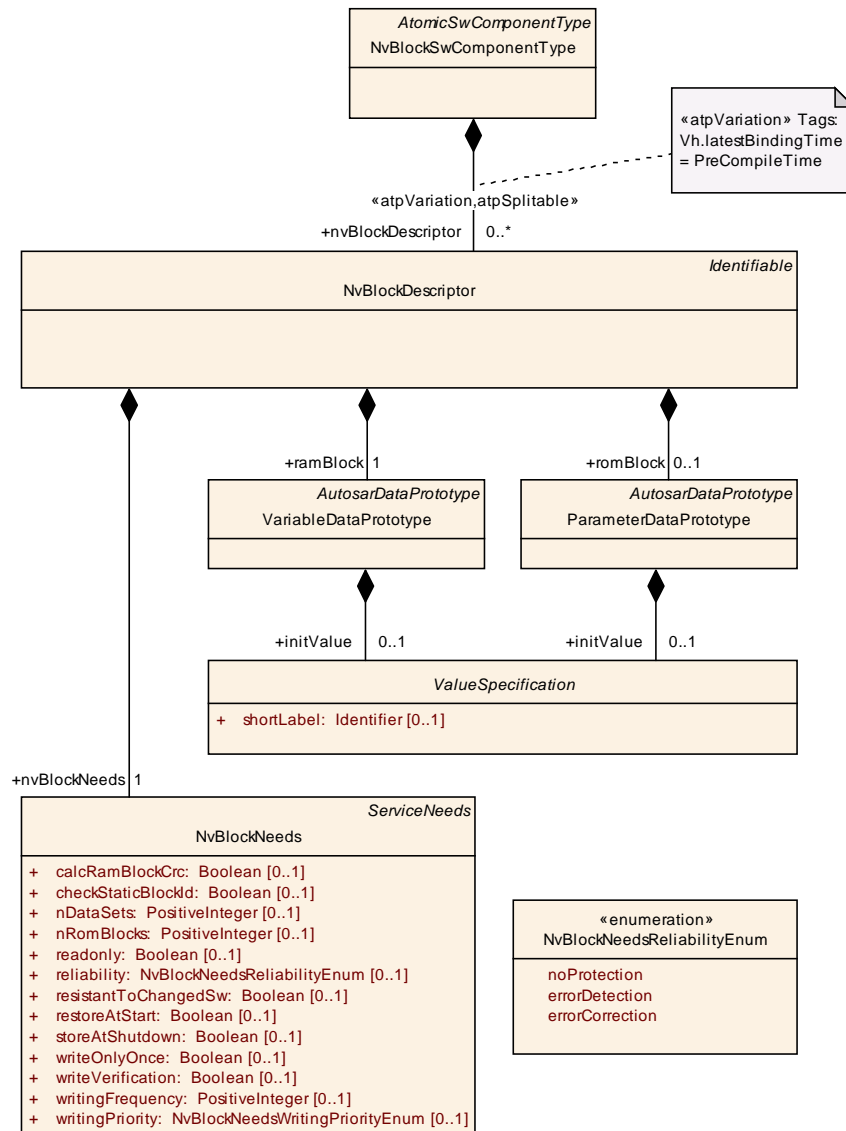 AtomicSwComponentType
NvBlockSwComponentType
«atpVariation» Tags:
Vh.latestBindingTime
= PreCompileTime
«atpVariation,atpSplitable»
+nvBlockDescriptor 0..*
Identifiable
NvBlockDescriptor
+ramBlock 1
+romBlock 0..1
AutosarDataPrototype
VariableDataPrototype
AutosarDataPrototype
ParameterDataPrototype
+initValue 0..1
+initValue 0..1
ValueSpecification
+ shortLabel: Identifier [0..1]
+nvBlockNeeds 1
ServiceNeeds
NvBlockNeeds
+ calcRamBlockCrc: Boolean [0..1]
+ checkStaticBlockId: Boolean [0..1]
+ nDataSets: PositiveInteger [0..1]
+ nRomBlocks: PositiveInteger [0..1]
+ readonly: Boolean [0..1]
+ reliability: NvBlockNeedsReliabilityEnum [0..1]
+ resistantToChangedSw: Boolean [0..1]
+ restoreAtStart: Boolean [0..1]
+ storeAtShutdown: Boolean [0..1]
+ writeOnlyOnce: Boolean [0..1]
+ writeVerification: Boolean [0..1]
+ writingFrequency: PositiveInteger [0..1]
+ writingPriority: NvBlockNeedsWritingPriorityEnum [0..1]
«enumeration»
NvBlockNeedsReliabilityEnum
noProtection
errorDetection
errorCorrection